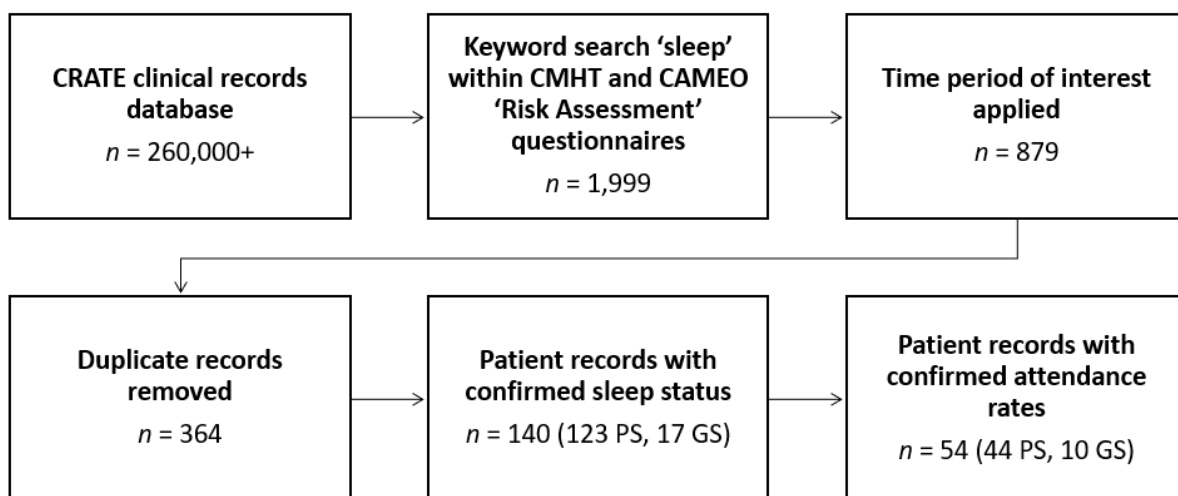 CRATE clinical records
database
n = 260,000+
Keyword search ‘sleep’
within CMHT and CAMEO
‘Risk Assessment’
questionnaires
n = 1,999
Time period of interest
applied
n = 879
Duplicate records
removed
n = 364
Patient records with
confirmed sleep status
n = 140 (123 PS, 17 GS)
Patient records with
confirmed attendance
rates
n = 54 (44 PS, 10 GS)